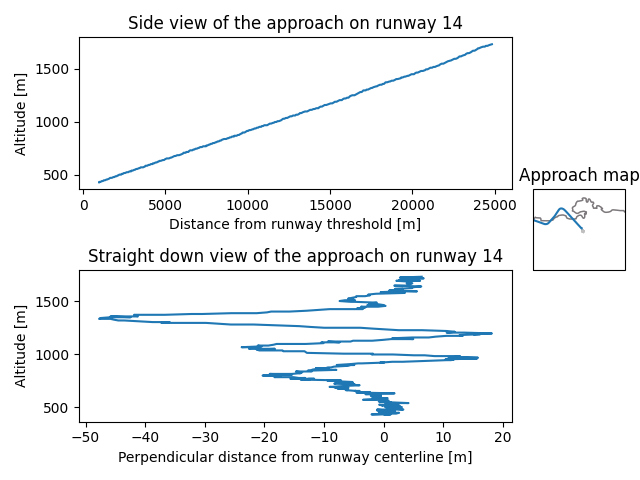 Side view of the approach on runway 14
Altitude [m]
1500
1000
500
0
5000
10000
15000
20000
25000
Distance from runway threshold [m]
Approach map
Straight down view of the approach on runway 14
Altitude [m]
1500
1000
500
−50
−40
−30
−20
−10
0
10
20
Perpendicular distance from runway centerline [m]